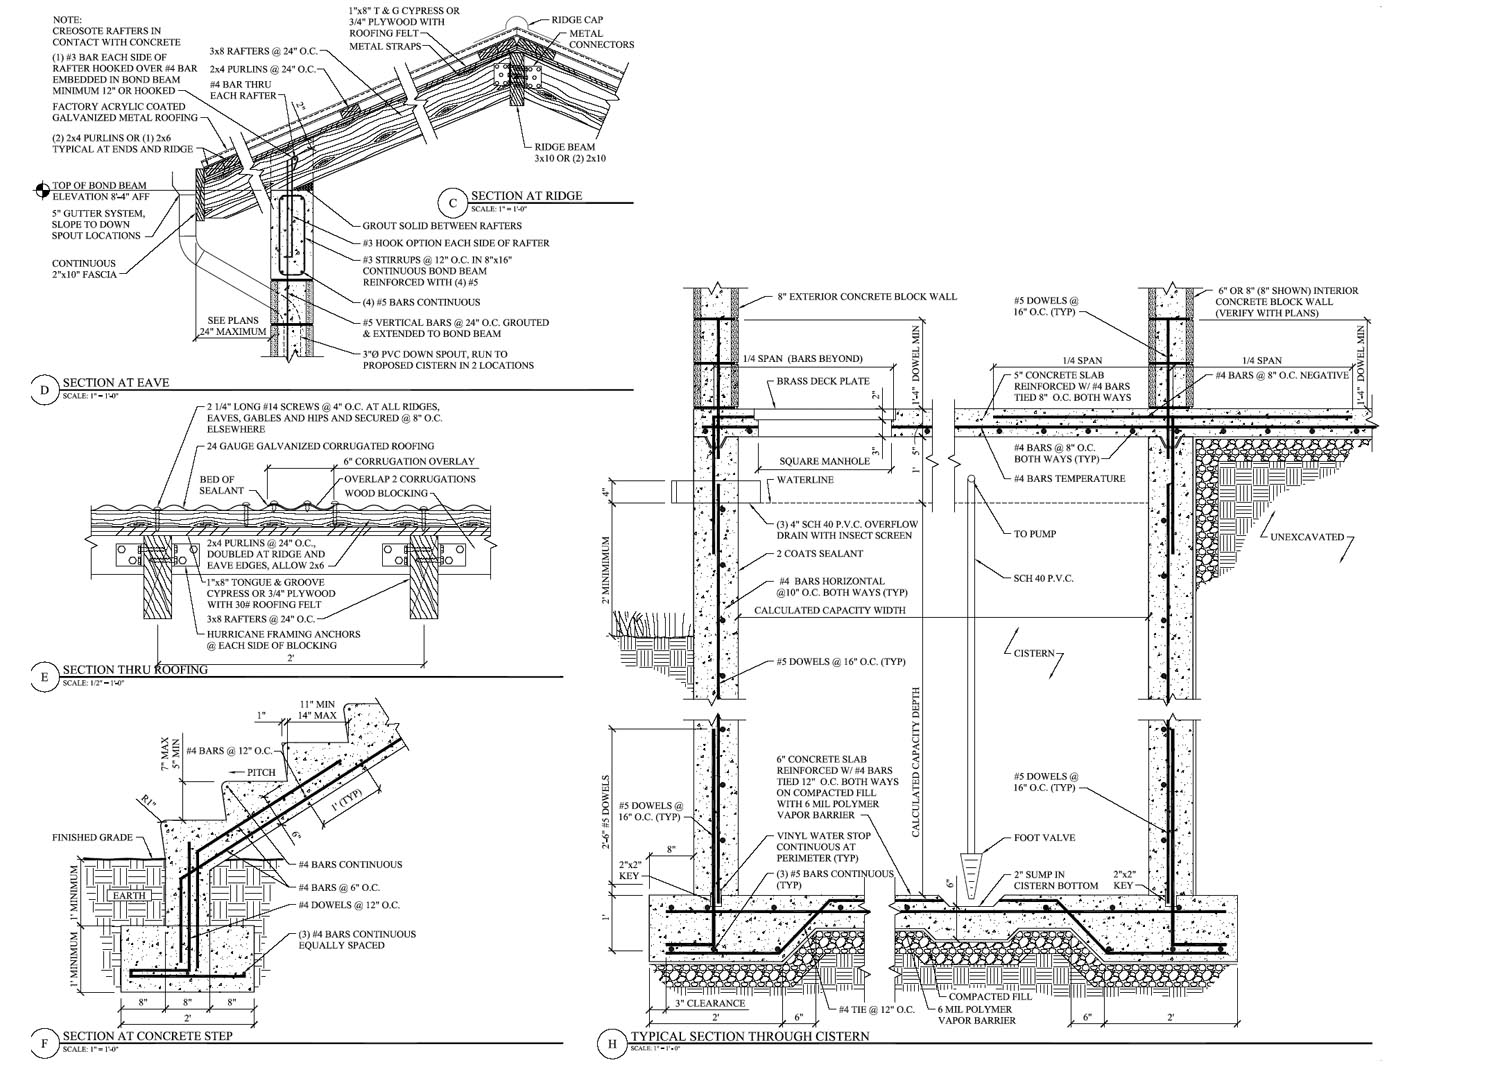 NOTE:
CREOSOTE RAFTERS IN
CONTACT WITH CONCRETE
(1) #3 BAR EACH SIDE OF
RAFTER HOOKED OVER #4 BAR
EMBEDDED IN BOND BEAM
MINIMUM 12" OR HOOKED
FACTORY ACRYLIC COATED
GALVANIZED METAL ROOFING
(2) 2x4 PURLINS OR (1) 2x6
TYPICAL AT ENDS AND RIDGE
TOP OF BOND BEAM
ELEVATION 8'-4" AFF
5" GUTTER SYSTEM,
SLOPE TO DOWN
SPOUT LOCATIONS
CONTINUOUS
2"x10" FASCIA
1"x8" T & G CYPRESS OR
3/4" PLYWOOD WITH
ROOFING FELT
METAL STRAPS
3x8 RAFTERS @ 24" O.C.
2x4 PURLINS @ 24" O.C.
#4 BAR THRU
EACH RAFTER
2"
RIDGE CAP
METAL
CONNECTORS
RIDGE BEAM
3x10 OR (2) 2x10
C
SECTION AT RIDGE
SCALE: 1" = 1'-0"
GROUT SOLID BETWEEN RAFTERS
#3 HOOK OPTION EACH SIDE OF RAFTER
#3 STIRRUPS @ 12" O.C. IN 8"x16"
CONTINUOUS BOND BEAM
REINFORCED WITH (4) #5
(4) #5 BARS CONTINUOUS
#5 VERTICAL BARS @ 24" O.C. GROUTED
& EXTENDED TO BOND BEAM
3"Ø PVC DOWN SPOUT, RUN TO
PROPOSED CISTERN IN 2 LOCATIONS
SEE PLANS
24" MAXIMUM
D
SECTION AT EAVE
SCALE: 1" = 1'-0"
2 1/4" LONG #14 SCREWS @ 4" O.C. AT ALL RIDGES,
EAVES, GABLES AND HIPS AND SECURED @ 8" O.C.
ELSEWHERE
24 GAUGE GALVANIZED CORRUGATED ROOFING
6" CORRUGATION OVERLAY
BED OF
SEALANT
OVERLAP 2 CORRUGATIONS
WOOD BLOCKING
2x4 PURLINS @ 24" O.C.,
DOUBLED AT RIDGE AND
EAVE EDGES, ALLOW 2x6
1"x8" TONGUE & GROOVE
CYPRESS OR 3/4" PLYWOOD
WITH 30# ROOFING FELT
3x8 RAFTERS @ 24" O.C.
HURRICANE FRAMING ANCHORS
@ EACH SIDE OF BLOCKING
2'
E
SECTION THRU ROOFING
SCALE: 1/2" = 1'-0"
11" MIN
14" MAX
1"
7" MAX
5" MIN
#4 BARS @ 12" O.C.
PITCH
R1"
1' (TYP)
6"
FINISHED GRADE
EARTH
1' MINIMUM
1' MINIMUM
#4 BARS CONTINUOUS
#4 BARS @ 6" O.C.
#4 DOWELS @ 12" O.C.
(3) #4 BARS CONTINUOUS
EQUALLY SPACED
8"
8"
8"
2'
F
SECTION AT CONCRETE STEP
SCALE: 1" = 1'-0"
8" EXTERIOR CONCRETE BLOCK WALL
#5 DOWELS @
16" O.C. (TYP)
6" OR 8" (8" SHOWN) INTERIOR
CONCRETE BLOCK WALL
(VERIFY WITH PLANS)
1/4 SPAN (BARS BEYOND)
1'-4" DOWEL MIN
1/4 SPAN
1/4 SPAN
1'-4" DOWEL MIN
BRASS DECK PLATE
2"
5" CONCRETE SLAB
REINFORCED W/ #4 BARS
TIED 8" O.C. BOTH WAYS
#4 BARS @ 8" O.C. NEGATIVE
3"
5"
1'
#4 BARS @ 8" O.C.
BOTH WAYS (TYP)
#4 BARS TEMPERATURE
SQUARE MANHOLE
WATERLINE
4"
(3) 4" SCH 40 P.V.C. OVERFLOW
DRAIN WITH INSECT SCREEN
2 COATS SEALANT
#4 BARS HORIZONTAL
@10" O.C. BOTH WAYS (TYP)
CALCULATED CAPACITY WIDTH
2' MINIMIMUM
TO PUMP
SCH 40 P.V.C.
UNEXCAVATED
CISTERN
#5 DOWELS @ 16" O.C. (TYP)
CALCULATED CAPACITY DEPTH
6" CONCRETE SLAB
REINFORCED W/ #4 BARS
TIED 12" O.C. BOTH WAYS
ON COMPACTED FILL
WITH 6 MIL POLYMER
VAPOR BARRIER
#5 DOWELS @
16" O.C. (TYP)
#5 DOWELS @
16" O.C. (TYP)
2'-6" #5 DOWELS
VINYL WATER STOP
CONTINUOUS AT
PERIMETER (TYP)
FOOT VALVE
8"
2"x2"
KEY
(3) #5 BARS CONTINUOUS
(TYP)
6"
2" SUMP IN
CISTERN BOTTOM
2"x2"
KEY
1'
3" CLEARANCE
#4 TIE @ 12" O.C.
COMPACTED FILL
6 MIL POLYMER
VAPOR BARRIER
2'
6"
6"
2'
H
TYPICAL SECTION THROUGH CISTERN
SCALE: 1" = 1'-0"